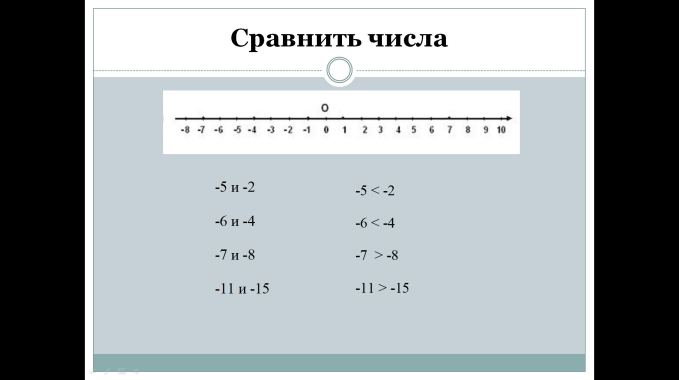 Сравнить числа
О
-8 -7 -6 -5 -4 -3 -2 -1 0 1 2 3 4 5 6 7 8 9 10
-5 и -2
-6 и -4
-7 и -8
-11 и -15
-5 < -2
-6 < -4
-7 > -8
-11 > -15